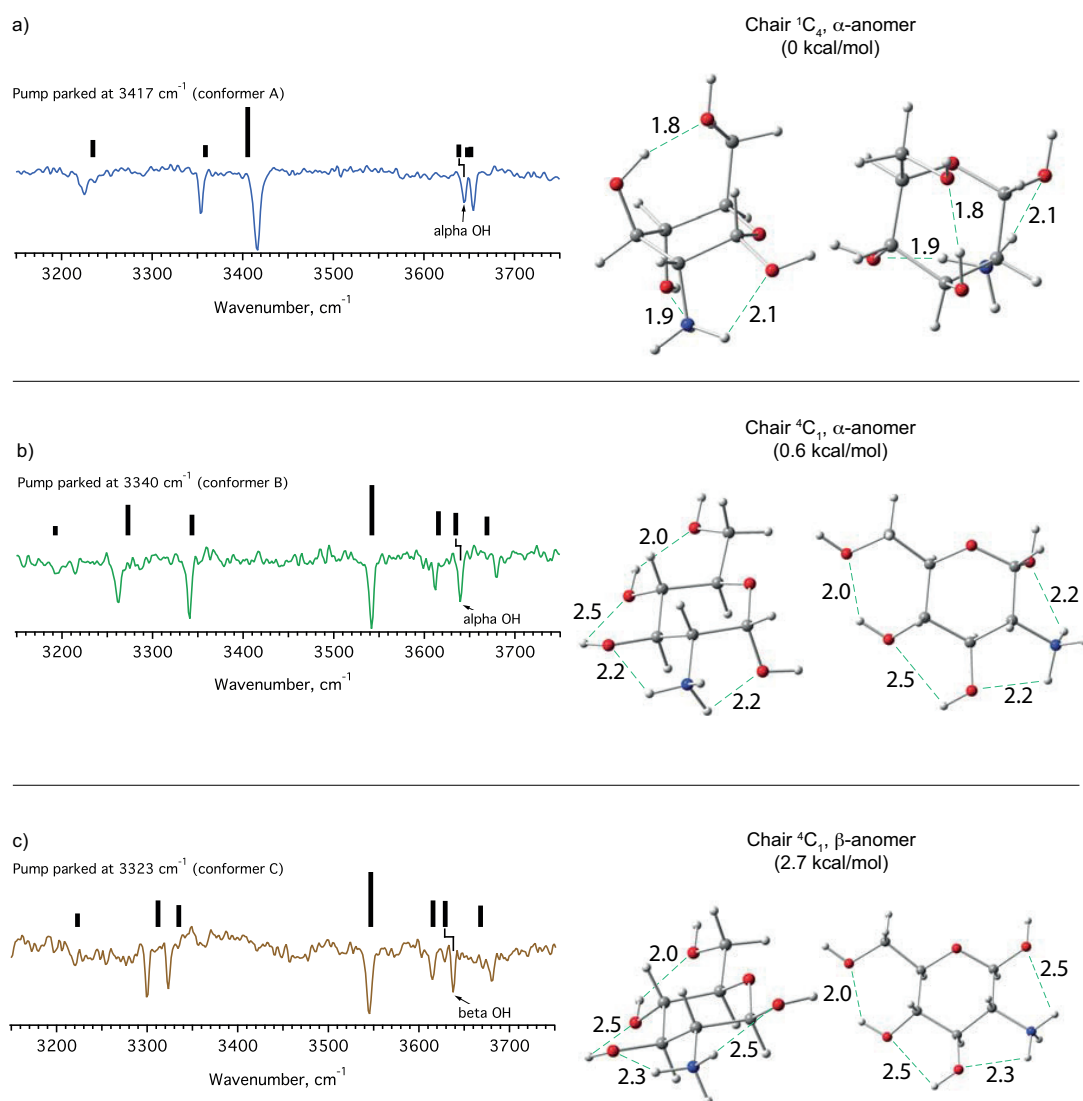 a)
Chair ¹C₄, α-anomer
(0 kcal/mol)
Pump parked at 3417 cm⁻¹ (conformer A)
alpha OH
3200 3300 3400 3500 3600 3700
Wavenumber, cm⁻¹
1.8
1.9
2.1
1.8
2.1
1.9
b)
Chair ⁴C₁, α-anomer
(0.6 kcal/mol)
Pump parked at 3340 cm⁻¹ (conformer B)
alpha OH
3200 3300 3400 3500 3600 3700
Wavenumber, cm⁻¹
2.0
2.5
2.2
2.2
2.0
2.2
2.5
2.2
c)
Chair ⁴C₁, β-anomer
(2.7 kcal/mol)
Pump parked at 3323 cm⁻¹ (conformer C)
beta OH
3200 3300 3400 3500 3600 3700
Wavenumber, cm⁻¹
2.0
2.5
2.5
2.3
2.0
2.5
2.5
2.3